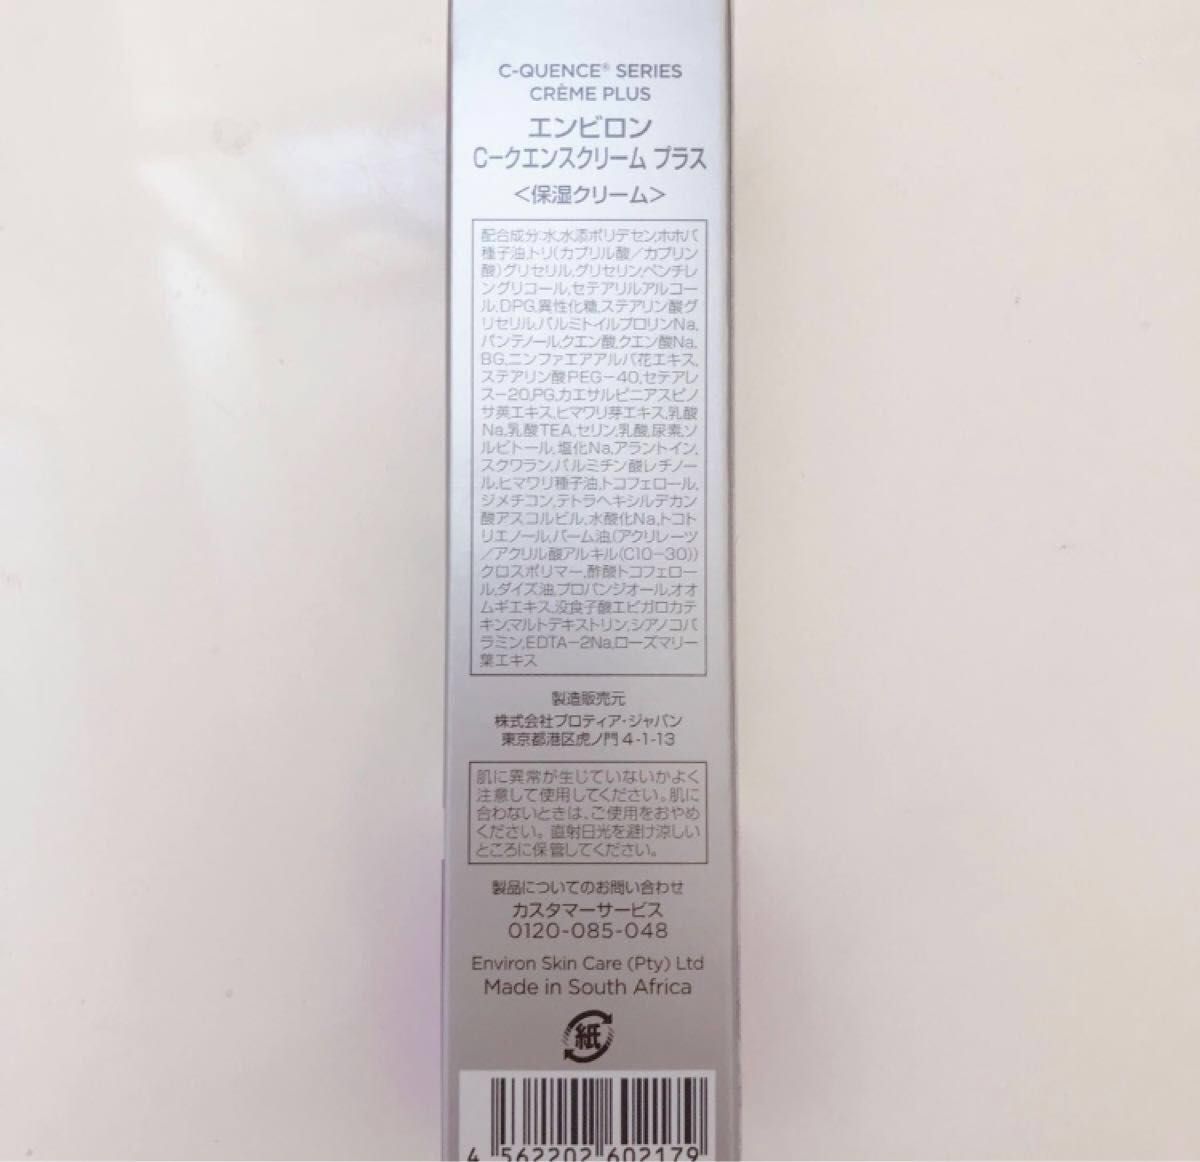 C-QUENCE® SERIES
CRÈME PLUS
エンビロン
C-クエンスクリーム プラス
<保湿クリーム>
配合成分:水,水添ポリデセン,ホホバ
種子油,トリ(カプリル酸/カプリン
酸)グリセリル,グリセリン,ペンチレ
ングリコール,セテアリルアルコー
ル,DPG,異性化糖,ステアリン酸グ
リセリル,パルミトイルプロリンNa,
パンテノール,クエン酸,クエン酸Na,
BG,ニンファエアアルバ花エキス,
ステアリン酸PEG-40,セテアレ
ス-20,PG,カエサルピニアスピノ
サ莢エキス,ヒマワリ芽エキス,乳酸
Na,乳酸TEA,セリン,乳酸,尿素,ソ
ルビトール,塩化Na,アラントイン,
スクワラン,パルミチン酸レチノー
ル,ヒマワリ種子油,トコフェロール,
ジメチコン,テトラヘキシルデカン
酸アスコルビル,水酸化Na,トコト
リエノール,パーム油,(アクリレーツ
/アクリル酸アルキル(C10-30))
クロスポリマー,酢酸トコフェロー
ル,ダイズ油,プロパンジオール,オオ
ムギエキス,没食子酸エピガロカテ
キン,マルトデキストリン,シアノコバ
ラミン,EDTA-2Na,ローズマリー
葉エキス
製造販売元
株式会社プロティア・ジャパン
東京都港区虎ノ門4-1-13
肌に異常が生じていないかよく
注意して使用してください。肌に
合わないときは、ご使用をおやめ
ください。直射日光を避け涼しい
ところに保管してください。
製品についてのお問い合わせ
カスタマーサービス
0120-085-048
Environ Skin Care (Pty) Ltd
Made in South Africa
紙
4 562202 602179